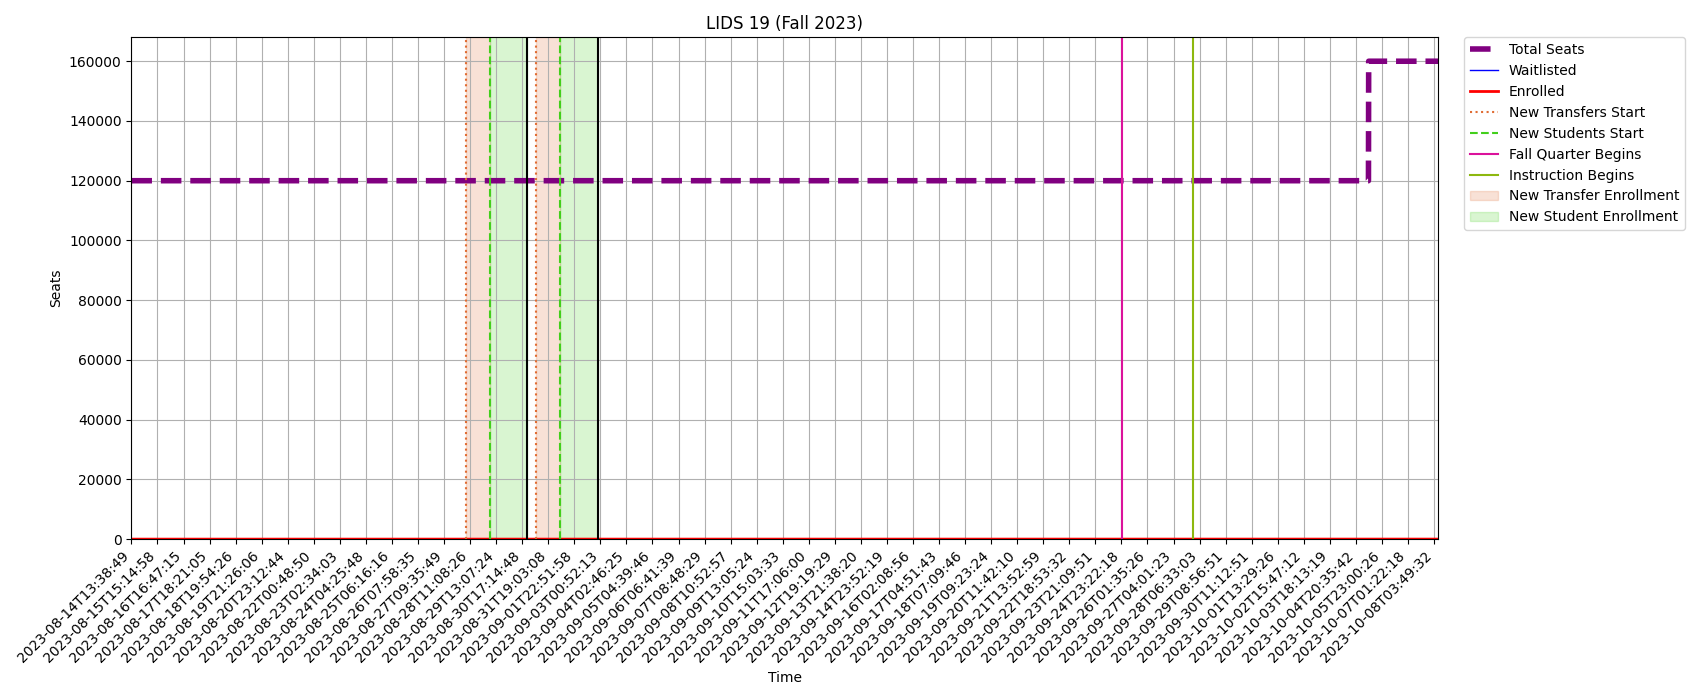 LIDS 19 (Fall 2023)
160000
140000
120000
100000
80000
60000
40000
20000
0
Seats
2023-08-14T13:38:49
2023-08-15T15:14:58
2023-08-16T16:47:15
2023-08-17T18:21:05
2023-08-18T19:54:26
2023-08-19T21:26:06
2023-08-20T23:12:44
2023-08-22T00:48:50
2023-08-23T02:34:03
2023-08-24T04:25:48
2023-08-25T06:16:16
2023-08-26T07:58:35
2023-08-27T09:35:49
2023-08-28T11:08:26
2023-08-29T13:07:24
2023-08-30T17:14:48
2023-08-31T19:03:08
2023-09-01T22:51:58
2023-09-03T00:52:13
2023-09-04T02:46:25
2023-09-05T04:39:46
2023-09-06T06:41:39
2023-09-07T08:48:29
2023-09-08T10:52:57
2023-09-09T13:05:24
2023-09-10T15:03:33
2023-09-11T17:06:00
2023-09-12T19:19:29
2023-09-13T21:38:20
2023-09-14T23:52:19
2023-09-16T02:08:56
2023-09-17T04:51:43
2023-09-18T07:09:46
2023-09-19T09:23:24
2023-09-20T11:42:10
2023-09-21T13:52:59
2023-09-22T18:53:32
2023-09-23T21:09:51
2023-09-24T23:22:18
2023-09-26T01:35:26
2023-09-27T04:01:23
2023-09-28T06:33:03
2023-09-29T08:56:51
2023-09-30T11:12:51
2023-10-01T13:29:26
2023-10-02T15:47:12
2023-10-03T18:13:19
2023-10-04T20:35:42
2023-10-05T23:00:26
2023-10-07T01:22:18
2023-10-08T03:49:32
Time
Total Seats
Waitlisted
Enrolled
New Transfers Start
New Students Start
Fall Quarter Begins
Instruction Begins
New Transfer Enrollment
New Student Enrollment